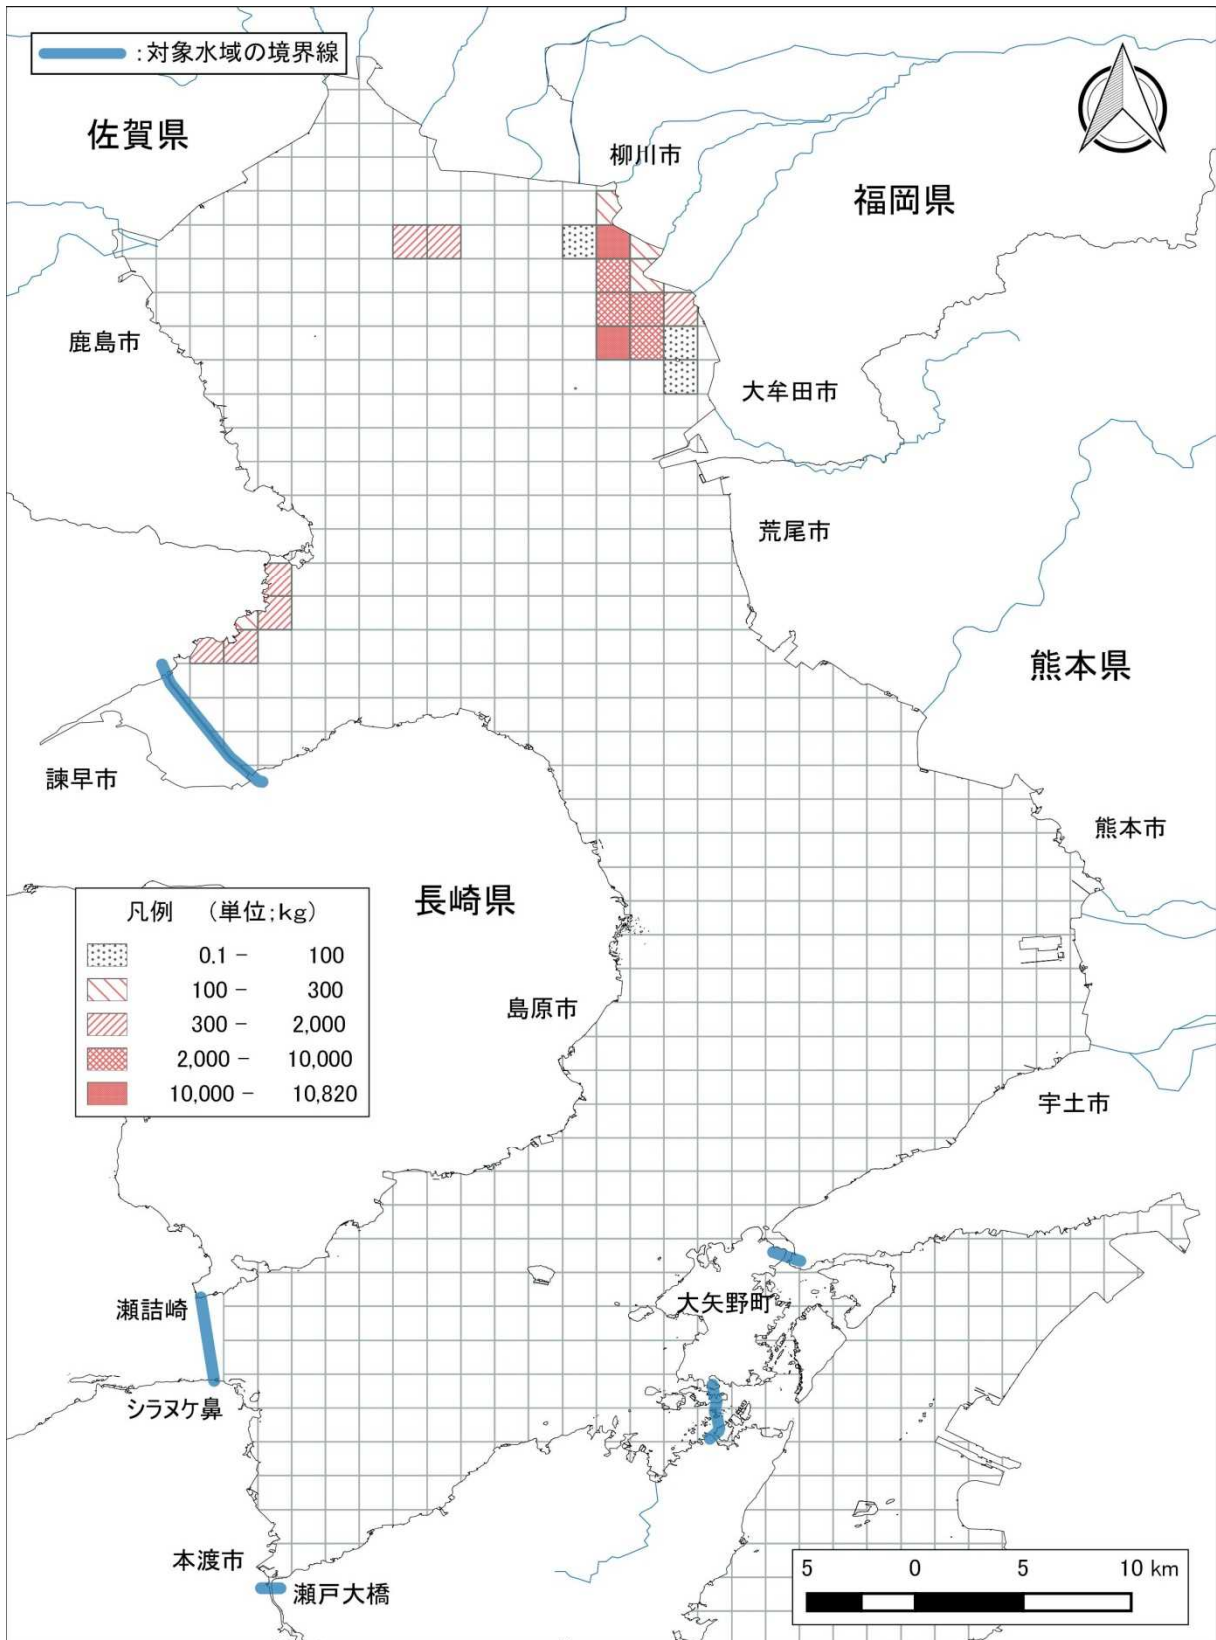 :対象水域の境界線
佐賀県
柳川市
福岡県
鹿島市
大牟田市
荒尾市
熊本県
諫早市
熊本市
長崎県
凡例 (単位;kg)
0.1 - 100
100 - 300
300 - 2,000
2,000 - 10,000
10,000 - 10,820
島原市
宇土市
瀬詰崎
大矢野町
シラヌケ鼻
本渡市
瀬戸大橋
5 0 5 10 km